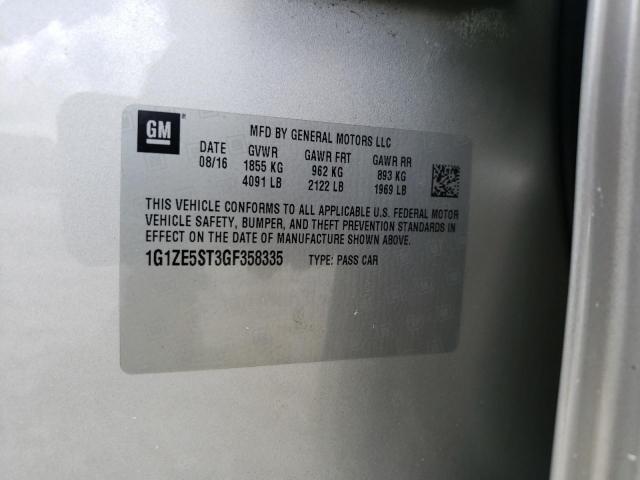 GM ®
MFD BY GENERAL MOTORS LLC
DATE GVWR GAWR FRT GAWR RR
08/16 1855 KG 962 KG 893 KG
4091 LB 2122 LB 1969 LB
THIS VEHICLE CONFORMS TO ALL APPLICABLE U.S. FEDERAL MOTOR
VEHICLE SAFETY, BUMPER, AND THEFT PREVENTION STANDARDS IN
EFFECT ON THE DATE OF MANUFACTURE SHOWN ABOVE.
1G1ZE5ST3GF358335 TYPE: PASS CAR